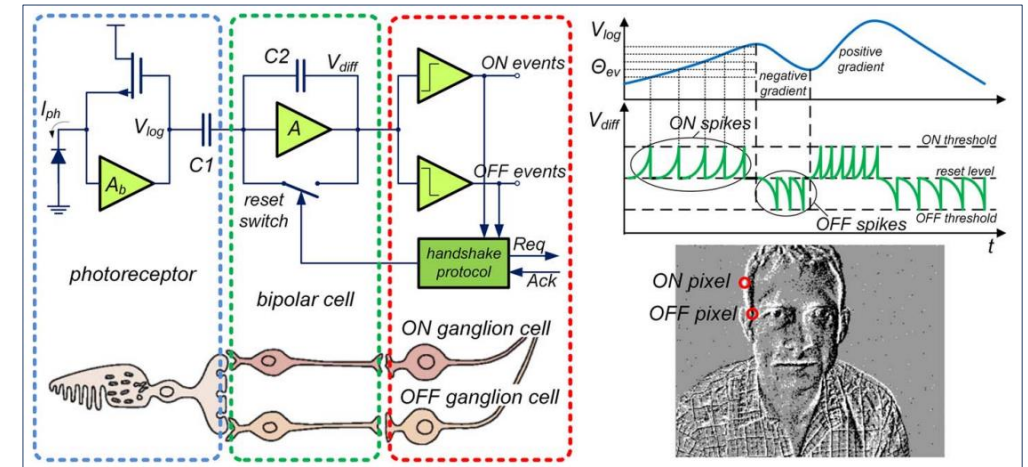 I_ph
V_log
A_b
C1
photoreceptor
C2
V_diff
A
reset
switch
bipolar cell
ON events
OFF events
handshake
protocol
Req
Ack
ON ganglion cell
OFF ganglion cell
V_log
Θ_ev
positive
gradient
negative
gradient
V_diff
ON spikes
ON threshold
reset level
OFF threshold
OFF spikes
t
ON pixel
OFF pixel